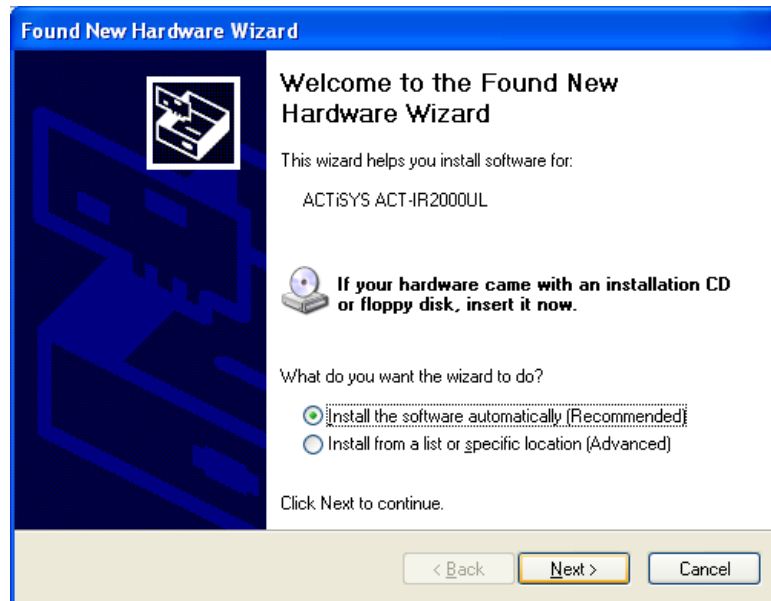 Found New Hardware Wizard
Welcome to the Found New
Hardware Wizard
This wizard helps you install software for:
ACTiSYS ACT-IR2000UL
If your hardware came with an installation CD
or floppy disk, insert it now.
What do you want the wizard to do?
Install the software automatically (Recommended)
Install from a list or specific location (Advanced)
Click Next to continue.
< Back
Next >
Cancel